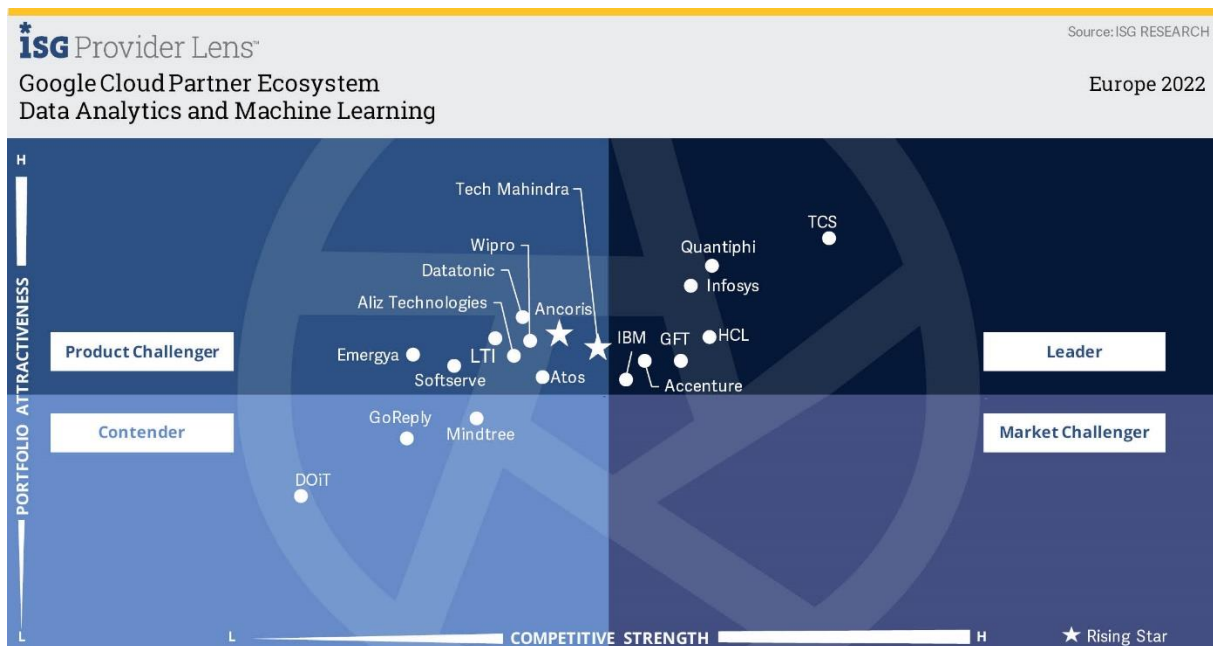 Source: ISG RESEARCH
ISG Provider Lens™
Google Cloud Partner Ecosystem
Data Analytics and Machine Learning
Europe 2022
H
PORTFOLIO ATTRACTIVENESS
L
Tech Mahindra
TCS
Wipro
Quantiphi
Datatonic
Infosys
Aliz Technologies
Ancoris
IBM
GFT
HCL
Product Challenger
Emergya
LTI
Leader
Softserve
Atos
Accenture
GoReply
Contender
Mindtree
Market Challenger
DOiT
L
COMPETITIVE STRENGTH
H
★ Rising Star